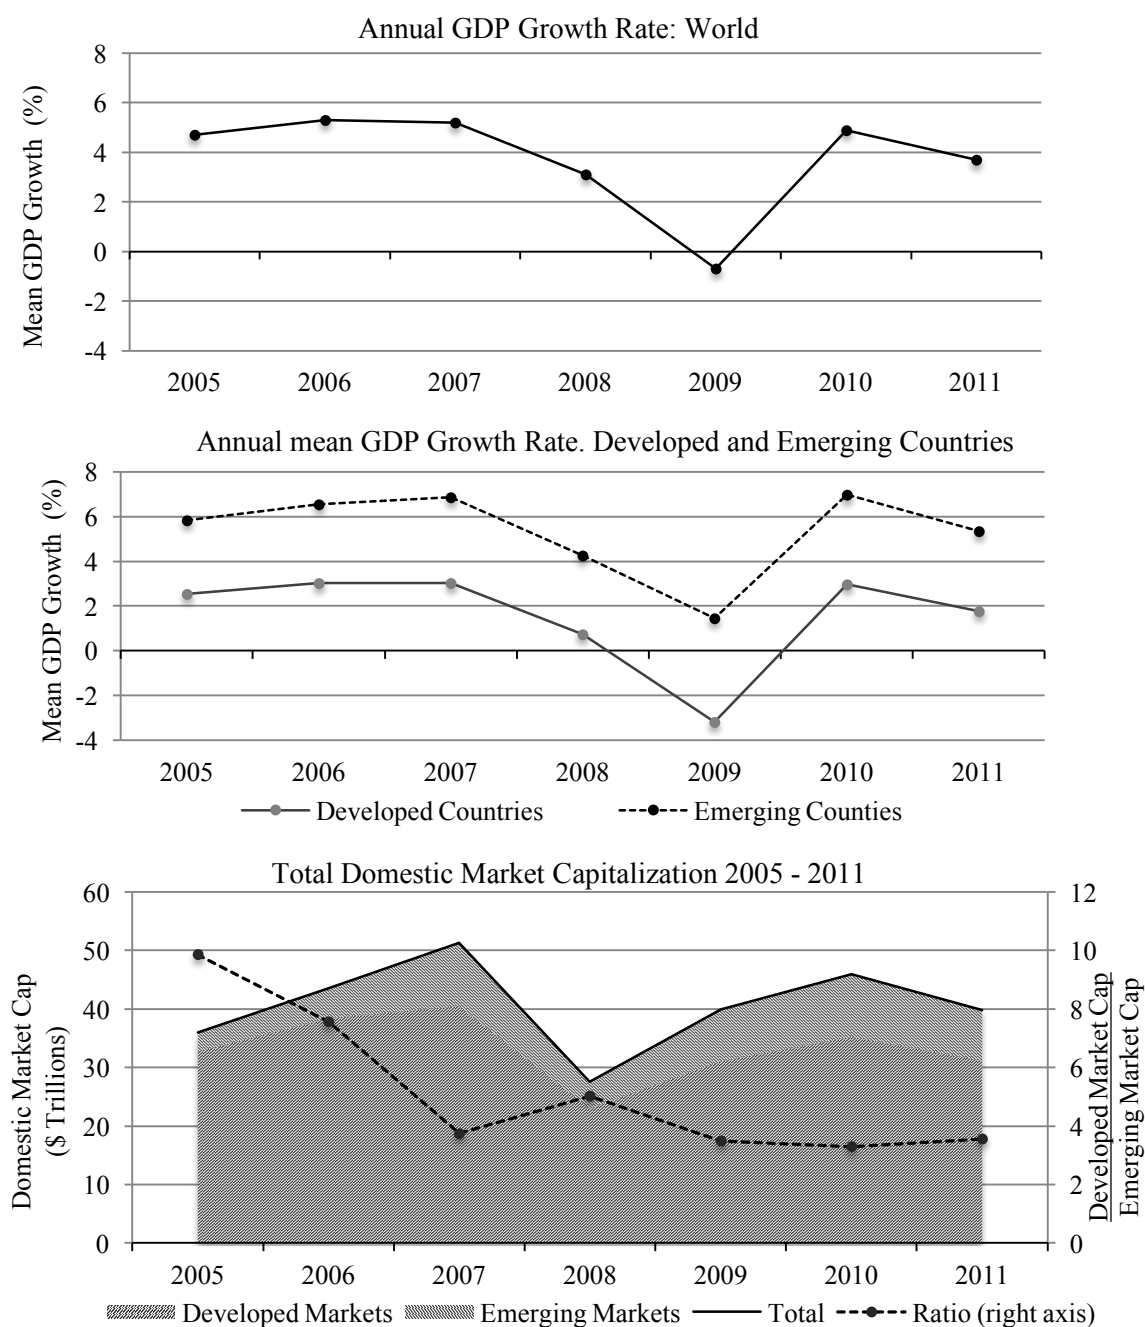 Annual GDP Growth Rate: World
Mean GDP Growth (%)
8
6
4
2
0
-2
-4
2005 2006 2007 2008 2009 2010 2011
Annual mean GDP Growth Rate. Developed and Emerging Countries
Mean GDP Growth (%)
8
6
4
2
0
-2
-4
2005 2006 2007 2008 2009 2010 2011
Developed Countries Emerging Counties
Total Domestic Market Capitalization 2005 - 2011
Domestic Market Cap
($ Trillions)
60
50
40
30
20
10
0
12
10
8
6
4
2
0
Developed Market Cap
Emerging Market Cap
2005 2006 2007 2008 2009 2010 2011
Developed Markets Emerging Markets Total Ratio (right axis)